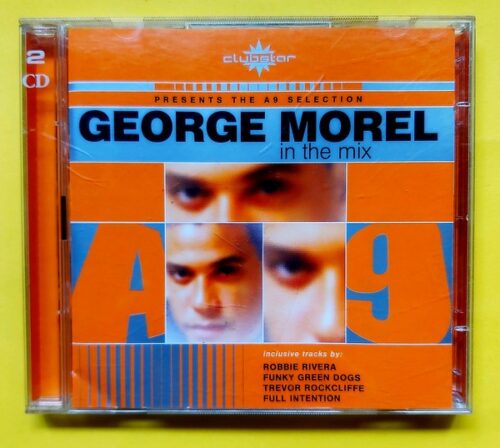 2
CD
clubstar
PRESENTS THE A9 SELECTION
GEORGE MOREL
in the mix
A 9
inclusive tracks by:
ROBBIE RIVERA
FUNKY GREEN DOGS
TREVOR ROCKCLIFFE
FULL INTENTION